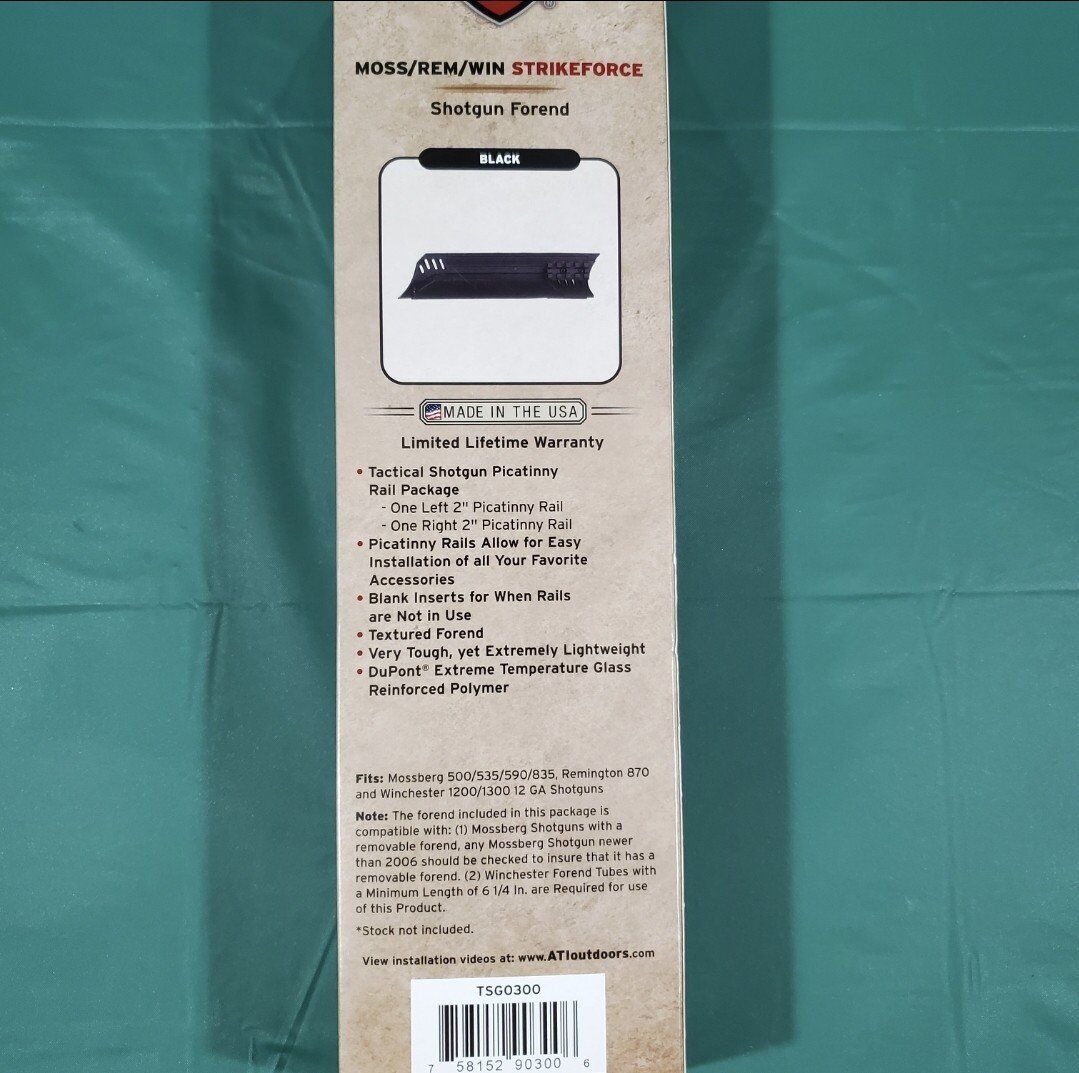 ®
MOSS/REM/WIN STRIKEFORCE
Shotgun Forend
BLACK
MADE IN THE USA
Limited Lifetime Warranty
• Tactical Shotgun Picatinny
Rail Package
- One Left 2" Picatinny Rail
- One Right 2" Picatinny Rail
• Picatinny Rails Allow for Easy
Installation of all Your Favorite
Accessories
• Blank Inserts for When Rails
are Not in Use
• Textured Forend
• Very Tough, yet Extremely Lightweight
• DuPont® Extreme Temperature Glass
Reinforced Polymer
Fits: Mossberg 500/535/590/835, Remington 870
and Winchester 1200/1300 12 GA Shotguns
Note: The forend included in this package is
compatible with: (1) Mossberg Shotguns with a
removable forend, any Mossberg Shotgun newer
than 2006 should be checked to insure that it has a
removable forend. (2) Winchester Forend Tubes with
a Minimum Length of 6 1/4 In. are Required for use
of this Product.
*Stock not included.
View installation videos at: www.ATIoutdoors.com
TSG0300
7 58152 90300 6